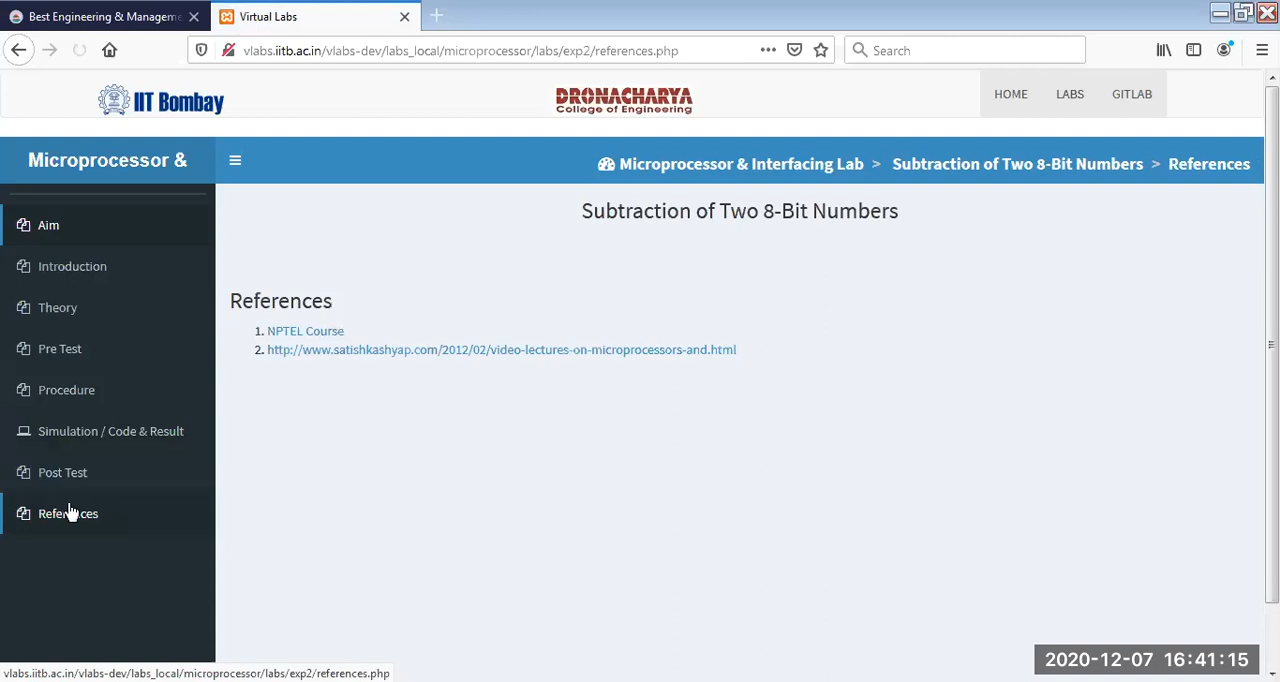 Best Engineering & Manageme
Virtual Labs
vlabs.iitb.ac.in/vlabs-dev/labs_local/microprocessor/labs/exp2/references.php
Search
IIT Bombay
DRONACHARYA
College of Engineering
HOME
LABS
GITLAB
Microprocessor &
Microprocessor & Interfacing Lab > Subtraction of Two 8-Bit Numbers > References
Aim
Introduction
Theory
Pre Test
Procedure
Simulation / Code & Result
Post Test
References
Subtraction of Two 8-Bit Numbers
References
1. NPTEL Course
2. http://www.satishkashyap.com/2012/02/video-lectures-on-microprocessors-and.html
vlabs.iitb.ac.in/vlabs-dev/labs_local/microprocessor/labs/exp2/references.php
2020-12-07 16:41:15